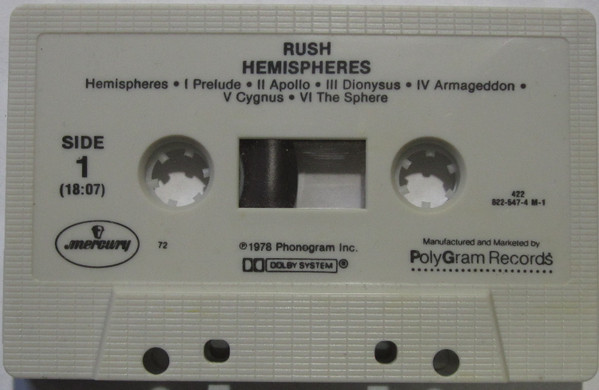 RUSH
HEMISPHERES
Hemispheres • I Prelude • II Apollo • III Dionysus • IV Armageddon •
V Cygnus • VI The Sphere
SIDE
1
(18:07)
422
822-547-4 M-1
mercury
72
℗1978 Phonogram Inc.
DOLBY SYSTEM ®
Manufactured and Marketed by
PolyGram Records